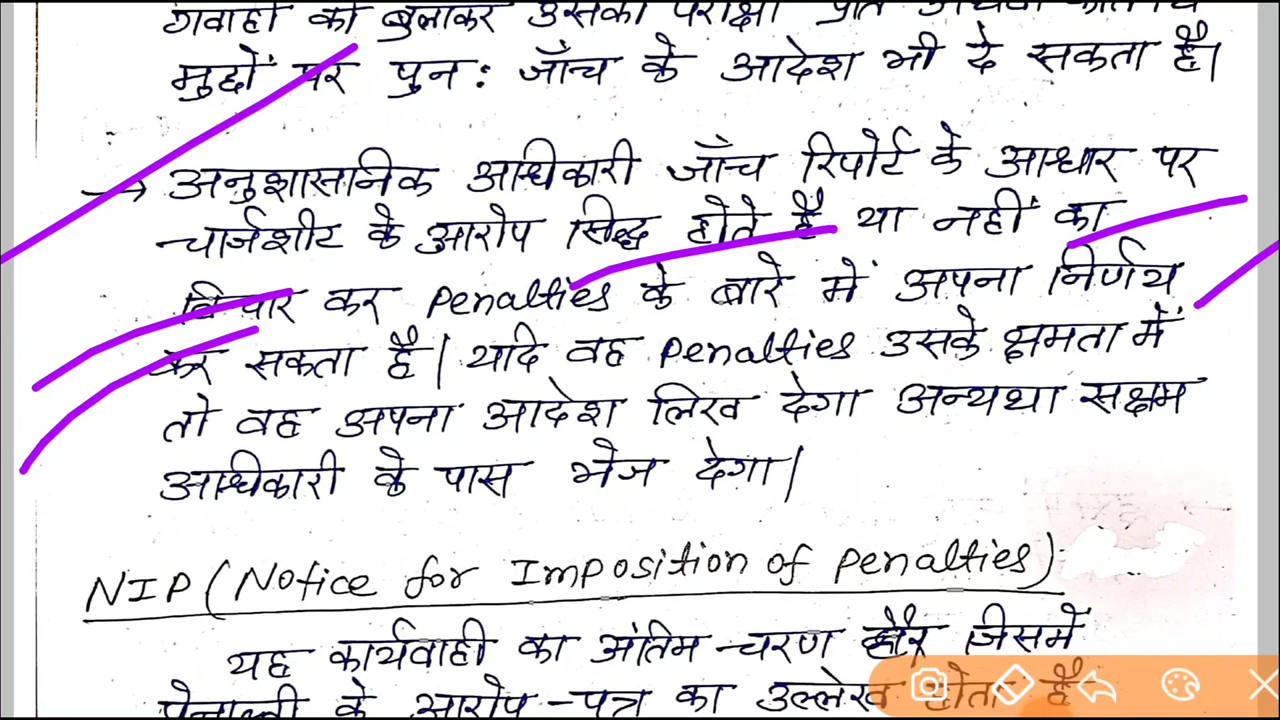 गवाहों को बुलाकर उसकी परीक्षा
मुद्दों पर पुन: जाँच के आदेश भी दे सकता है।
→ अनुशासनिक अधिकारी जाँच रिपोर्ट के आधार पर
चार्जशीट के आरोप सिद्ध होते है या नहीं का
विचार कर Penalties के बारे में अपना निर्णय
कर सकता है। यदि वह Penalties उसके क्षमता में
तो वह अपना आदेश लिख देगा अन्यथा सक्षम
अधिकारी के पास भेज देगा।
NIP (Notice for Imposition of Penalties)
यह कार्यवाही का अंतिम चरण जिसमें
पेनाल्टी के आरोप-पत्र का उल्लेख होता है